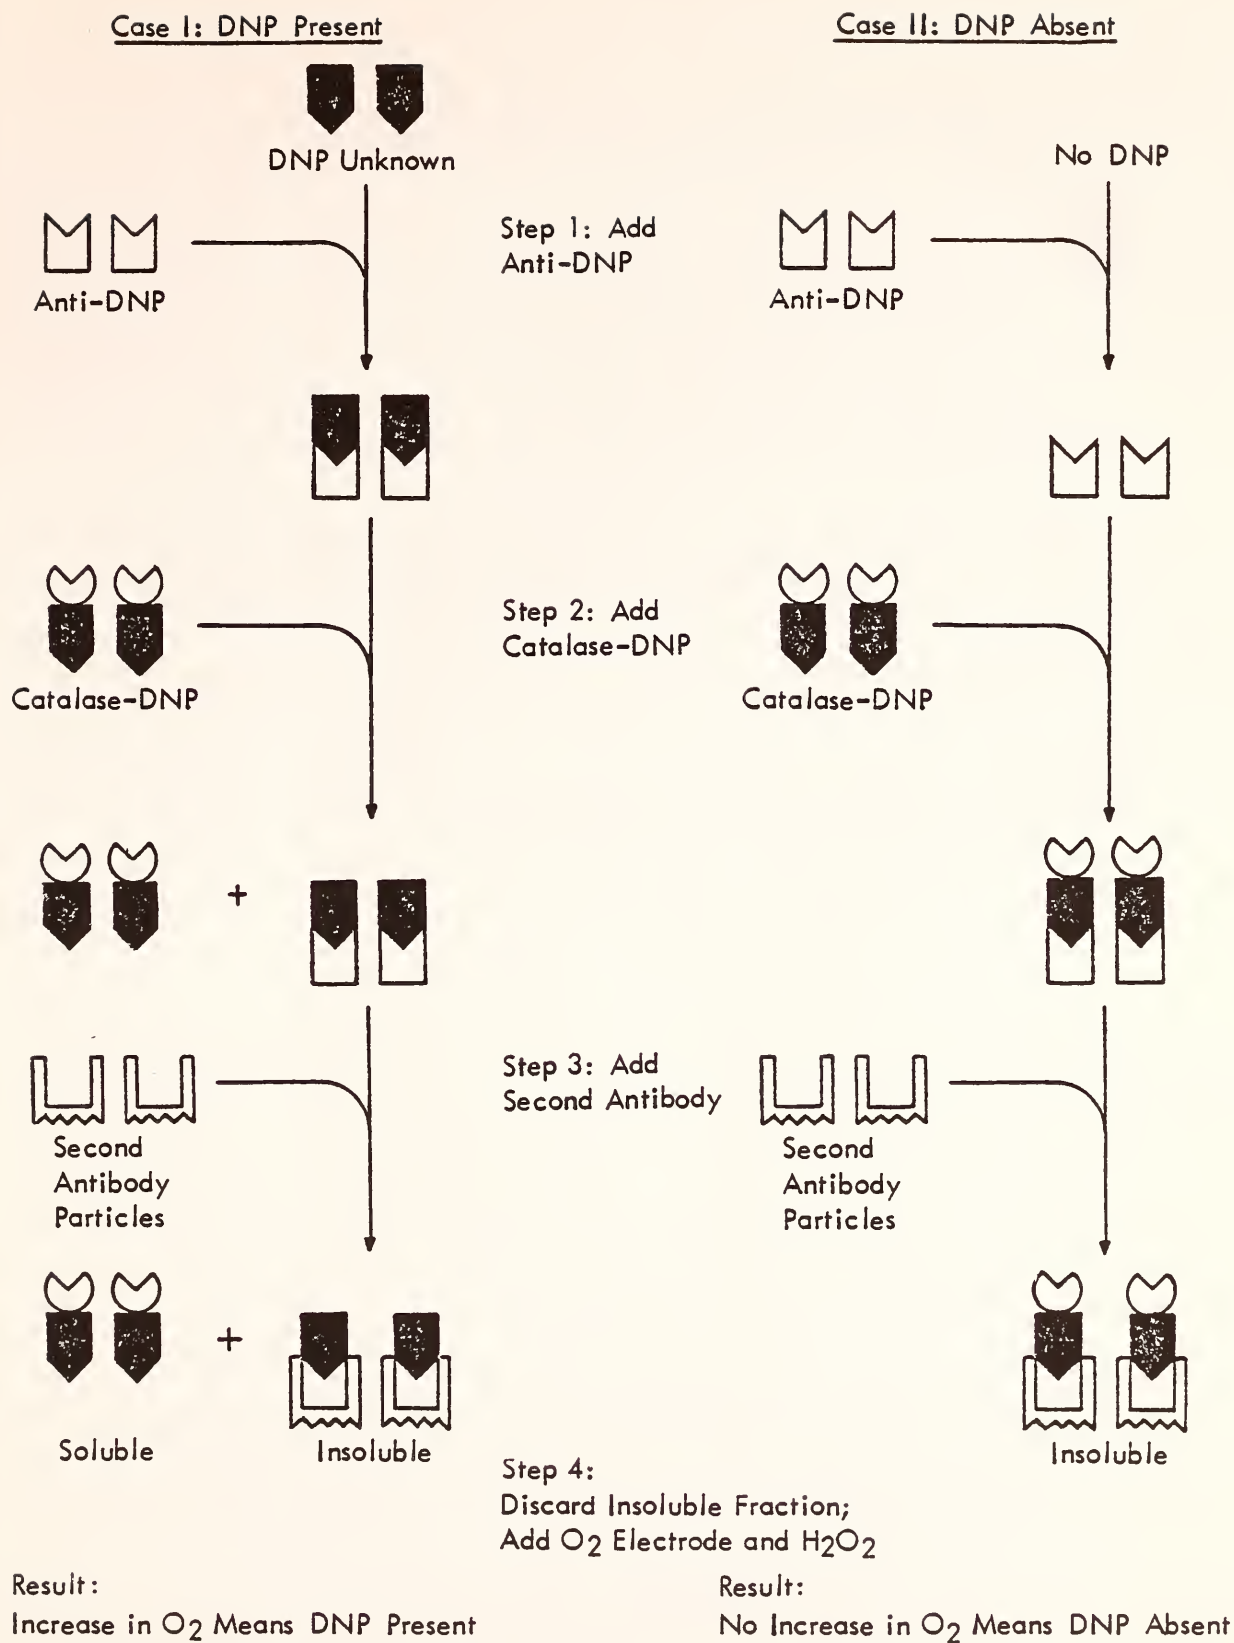 Case I: DNP Present
Case II: DNP Absent
DNP Unknown
No DNP
Step 1: Add
Anti-DNP
Anti-DNP
Anti-DNP
Step 2: Add
Catalase-DNP
Catalase-DNP
Catalase-DNP
+
Step 3: Add
Second Antibody
Second
Antibody
Particles
Second
Antibody
Particles
+
Soluble
Insoluble
Insoluble
Step 4:
Discard Insoluble Fraction;
Add O2 Electrode and H2O2
Result:
Increase in O2 Means DNP Present
Result:
No Increase in O2 Means DNP Absent